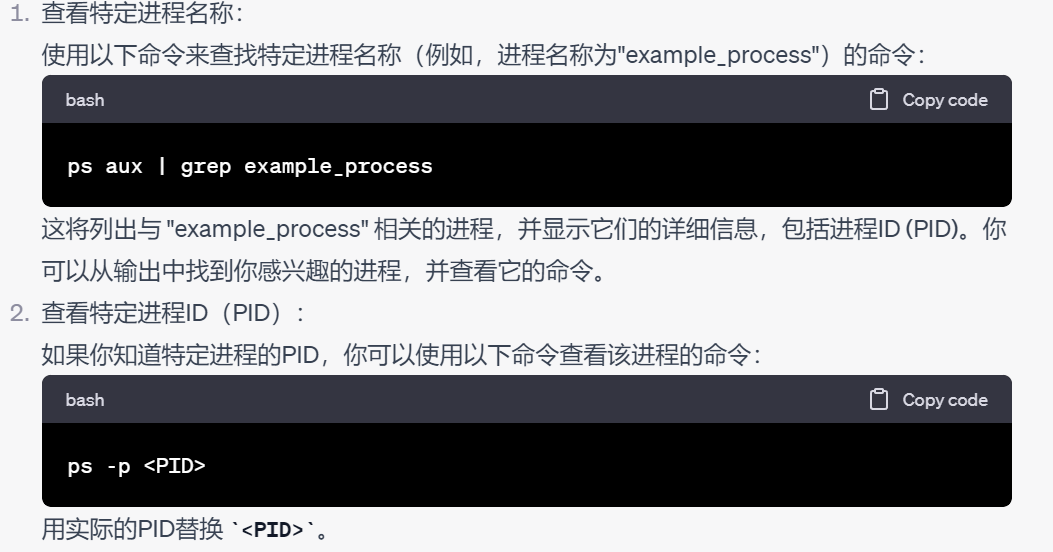 1. 查看特定进程名称：
使用以下命令来查找特定进程名称（例如，进程名称为"example_process"）的命令：
bash Copy code
ps aux | grep example_process
这将列出与 "example_process" 相关的进程，并显示它们的详细信息，包括进程ID (PID)。你
可以从输出中找到你感兴趣的进程，并查看它的命令。
2. 查看特定进程ID（PID）：
如果你知道特定进程的PID，你可以使用以下命令查看该进程的命令：
bash Copy code
ps -p <PID>
用实际的PID替换 `<PID>`。